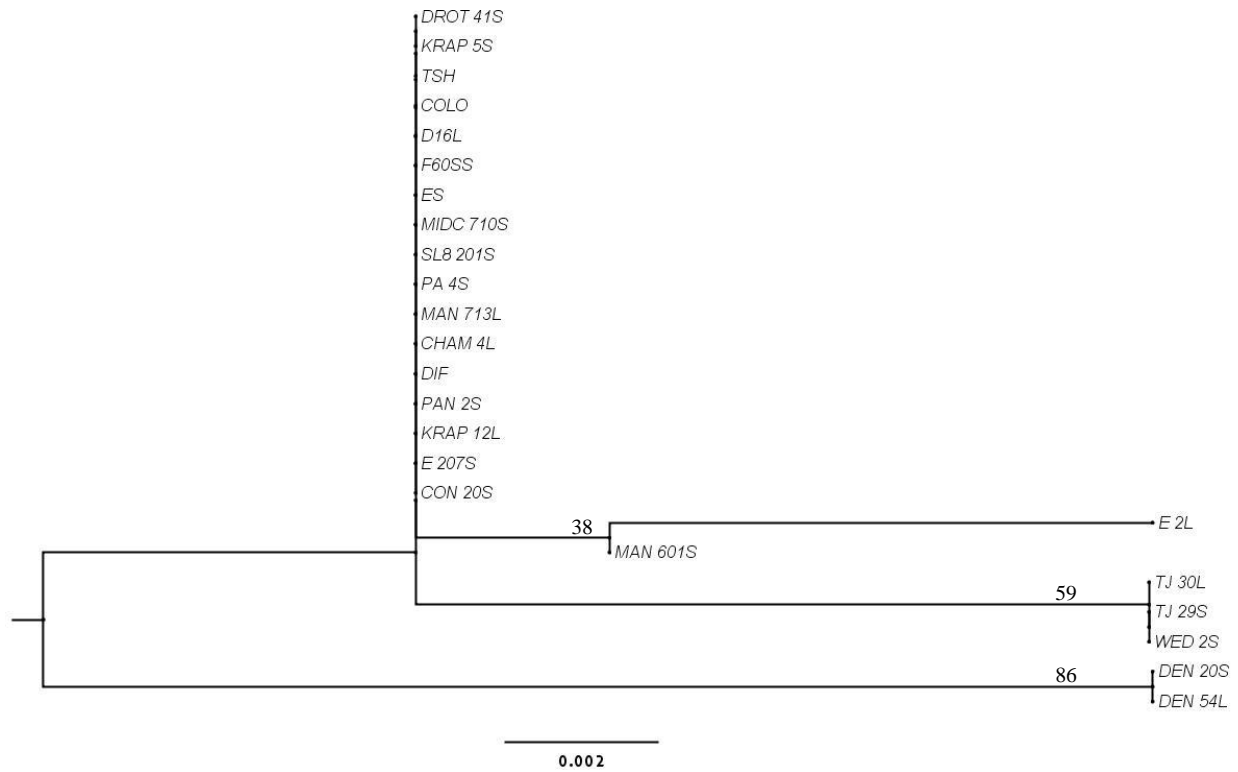 DROT 41S
KRAP 5S
TSH
COLO
D16L
F60SS
ES
MIDC 710S
SL8 201S
PA 4S
MAN 713L
CHAM 4L
DIF
PAN 2S
KRAP 12L
E 207S
CON 20S
38
E 2L
MAN 601S
59
TJ 30L
TJ 29S
WED 2S
86
DEN 20S
DEN 54L
0.002